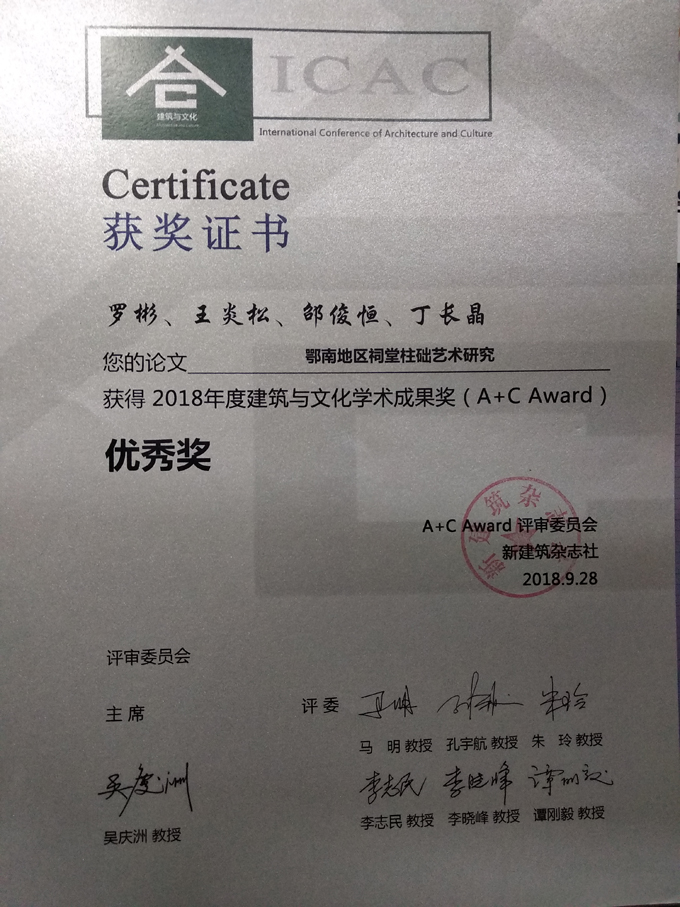 ICAC
建筑与文化
International Conference of Architecture and Culture
Certificate
获奖证书
罗彬、王炎松、邰俊恒、丁长晶
您的论文 鄂南地区祠堂柱础艺术研究
获得 2018年度建筑与文化学术成果奖（A+C Award）
优秀奖
A+C Award 评审委员会
新建筑杂志社
2018.9.28
新建筑杂志社
评审委员会
主席
评委
马明 教授 孔宇航 教授 朱玲 教授
李志民 教授 李晓峰 教授 谭刚毅 教授
吴庆洲 教授